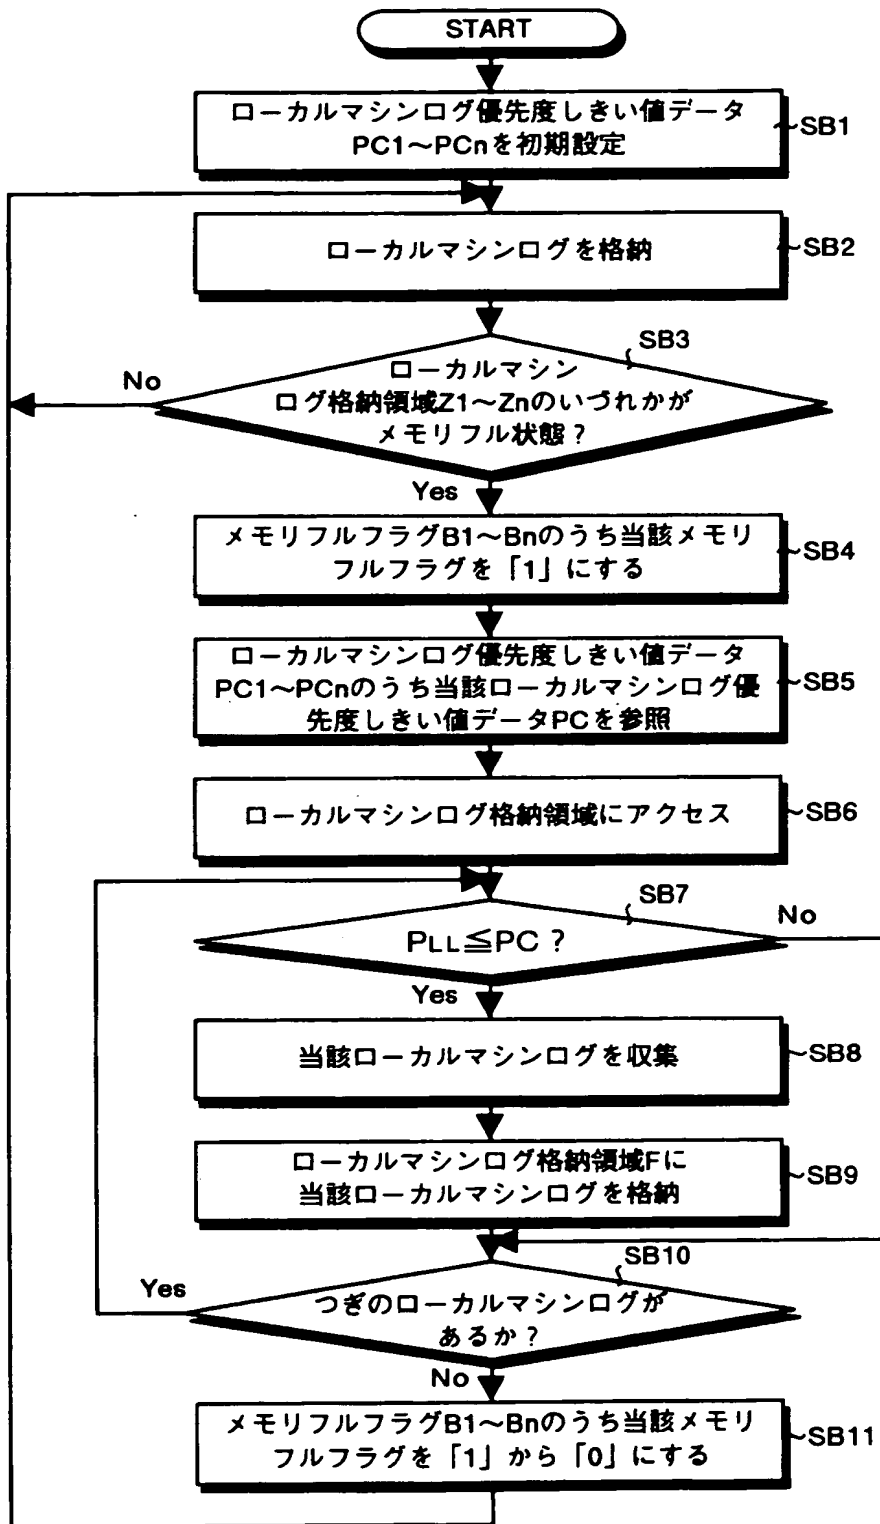 START
ローカルマシンログ優先度しきい値データ
PC1～PCnを初期設定
SB1
ローカルマシンログを格納
SB2
SB3
No
ローカルマシン
ログ格納領域Z1～Znのいづれかが
メモリフル状態？
Yes
メモリフルフラグB1～Bnのうち当該メモリ
フルフラグを「1」にする
SB4
ローカルマシンログ優先度しきい値データ
PC1～PCnのうち当該ローカルマシンログ優
先度しきい値データPCを参照
SB5
ローカルマシンログ格納領域にアクセス
SB6
SB7
No
PLL≦PC？
Yes
当該ローカルマシンログを収集
SB8
ローカルマシンログ格納領域Fに
当該ローカルマシンログを格納
SB9
SB10
Yes
つぎのローカルマシンログが
あるか？
No
メモリフルフラグB1～Bnのうち当該メモリ
フルフラグを「1」から「0」にする
SB11